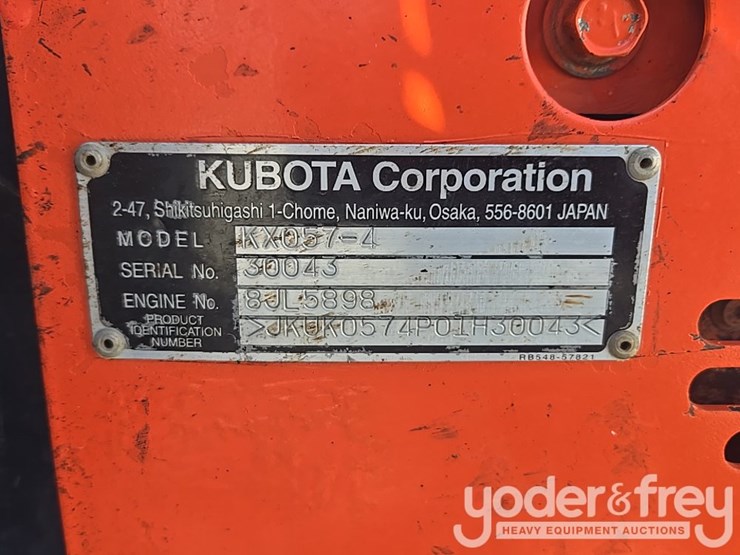 KUBOTA Corporation
2-47, Shikitsuhigashi 1-Chome, Naniwa-ku, Osaka, 556-8601 JAPAN
MODEL KX057-4
SERIAL No. 30043
ENGINE No. 8JL5898
PRODUCT
IDENTIFICATION
NUMBER >JKUK0574P01H30043<
RB548-57821
yoder&frey
HEAVY EQUIPMENT AUCTIONS